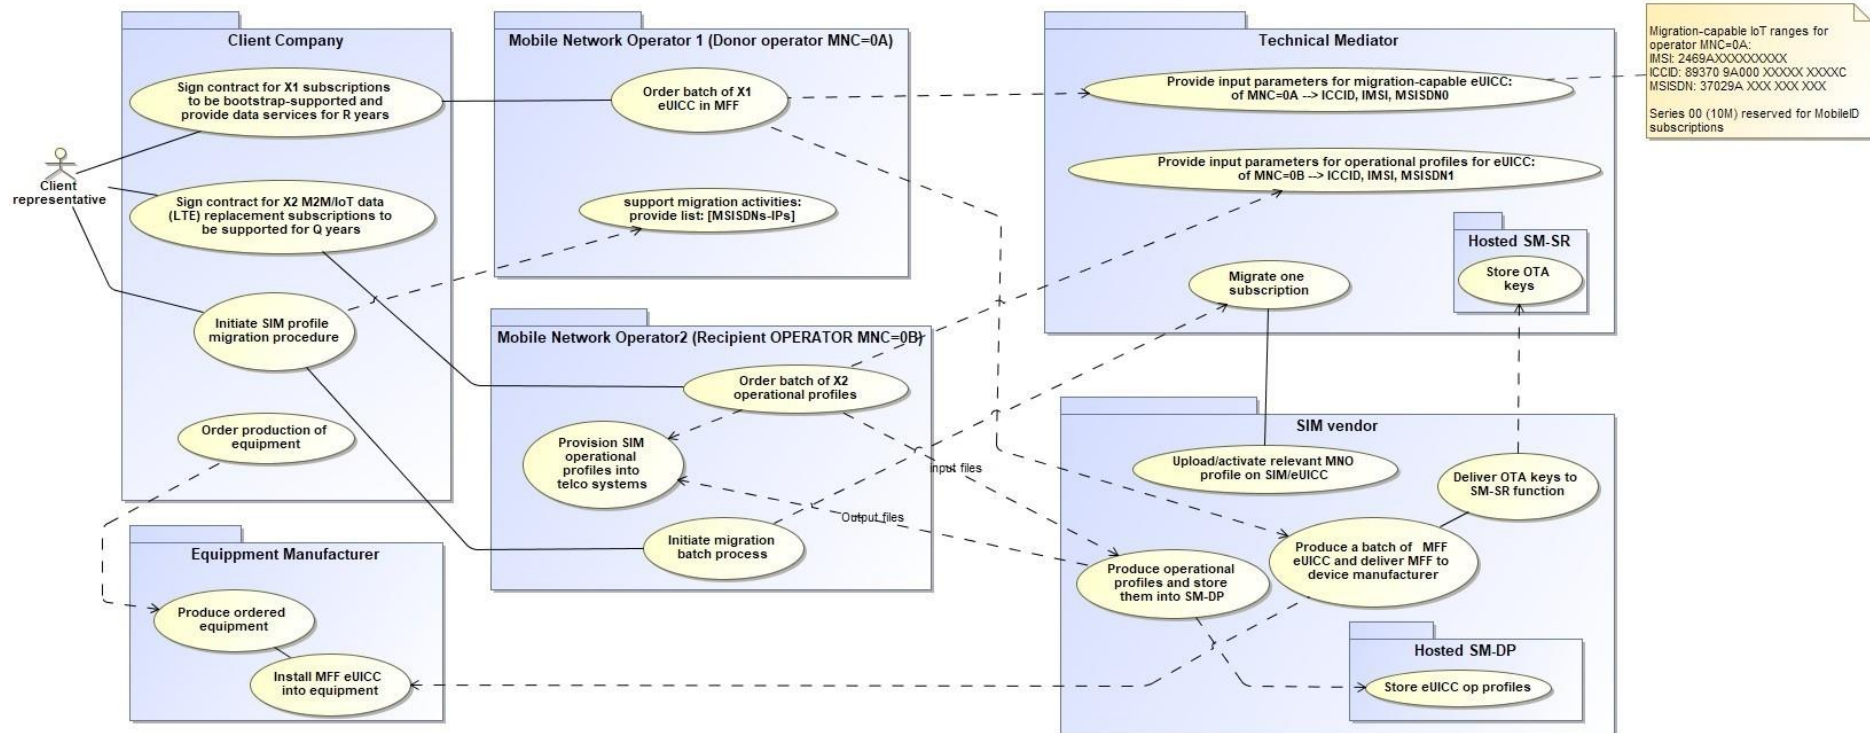 Client Company
Sign contract for X1 subscriptions
to be bootstrap-supported and
provide data services for R years
Client
representative
Sign contract for X2 M2M/IoT data
(LTE) replacement subscriptions to
be supported for Q years
Initiate SIM profile
migration procedure
Order production of
equipment
Mobile Network Operator 1 (Donor operator MNC=0A)
Order batch of X1
eUICC in MFF
support migration activities:
provide list: [MSISDNs-IPs]
Mobile Network Operator2 (Recipient OPERATOR MNC=0B)
Order batch of X2
operational profiles
Provision SIM
operational
profiles into
telco systems
Initiate migration
batch process
input files
Output files
Equippment Manufacturer
Produce ordered
equipment
Install MFF eUICC
into equipment
Technical Mediator
Provide input parameters for migration-capable eUICC:
of MNC=0A --> ICCID, IMSI, MSISDN0
Provide input parameters for operational profiles for eUICC:
of MNC=0B --> ICCID, IMSI, MSISDN1
Hosted SM-SR
Store OTA
keys
Migrate one
subscription
SIM vendor
Upload/activate relevant MNO
profile on SIM/eUICC
Deliver OTA keys to
SM-SR function
Produce a batch of MFF
eUICC and deliver MFF to
device manufacturer
Produce operational
profiles and store
them into SM-DP
Hosted SM-DP
Store eUICC op profiles
Migration-capable IoT ranges for
operator MNC=0A:
IMSI: 2469AXXXXXXXXXX
ICCID: 89370 9A000 XXXXX XXXXC
MSISDN: 37029A XXX XXX XXX
Series 00 (10M) reserved for MobileID
subscriptions